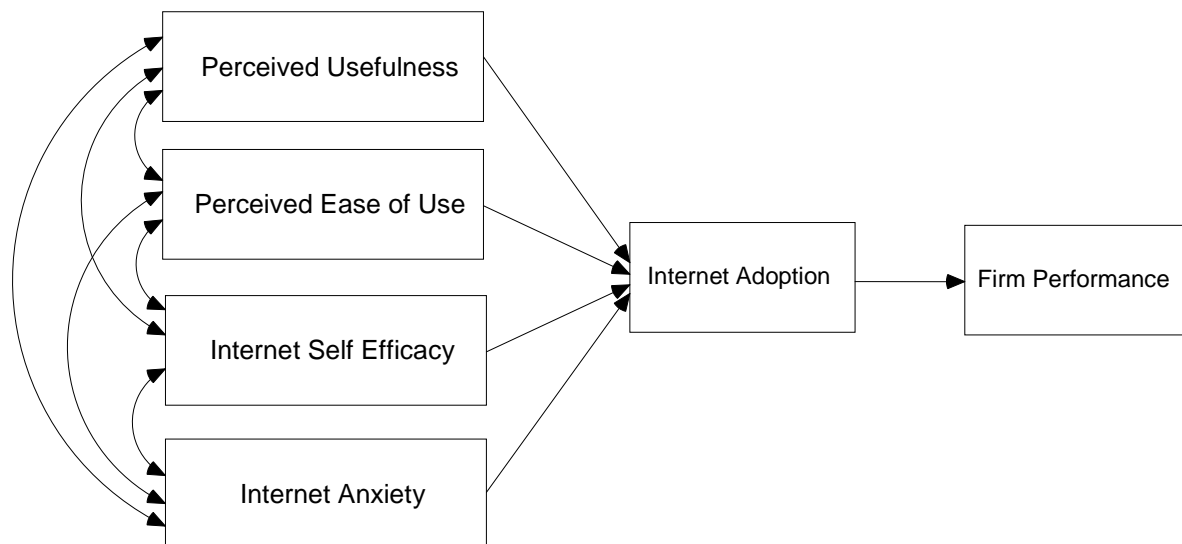 Perceived Usefulness
Perceived Ease of Use
Internet Self Efficacy
Internet Anxiety
Internet Adoption
Firm Performance